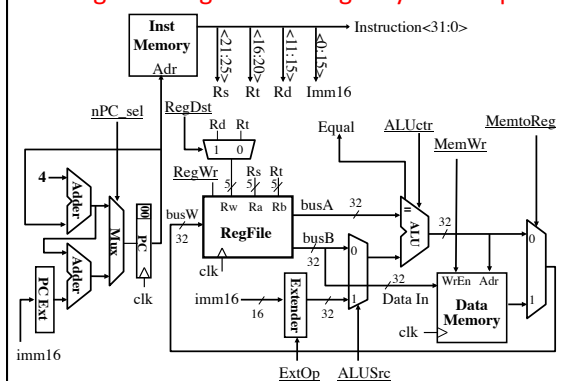 Inst
Memory
Adr
Instruction<31:0>
<21:25>
<16:20>
<11:15>
<0:15>
Rs
Rt
Rd
Imm16
nPC_sel
RegDst
Rd Rt
1 0
Equal
ALUctr
MemWr
MemtoReg
4
Adder
Adder
Mux
00
PC
clk
PC Ext
imm16
RegWr
Rs Rt
5
5
5
Rw Ra Rb
RegFile
busW
32
clk
busA
32
busB
32
=
ALU
32
0
1
imm16
16
Extender
32
ExtOp
ALUSrc
32
Data In
WrEn Adr
Data
Memory
clk
0
1